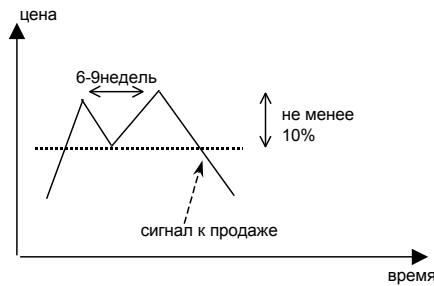 цена
6-9недель
не менее
10%
сигнал к продаже
время